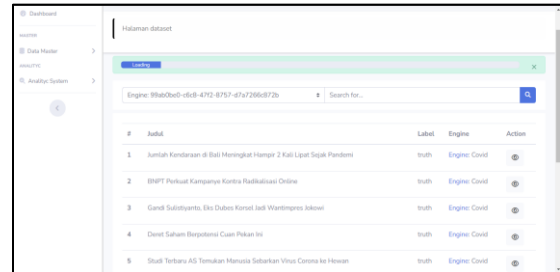 Dashboard
Halaman dataset
MASTER
Data Master
ANALITYC
Analityc System
Loading
Engine: 99ab0be0-c6c8-47f2-8757-d7a7266c872b
Search for...
# Judul Label Engine Action
1 Jumlah Kendaraan di Bali Meningkat Hampir 2 Kali Lipat Sejak Pandemi truth Engine: Covid
2 BNPT Perkuat Kampanye Kontra Radikalisasi Online truth Engine: Covid
3 Gandi Sulistiyanto, Eks Dubes Korsel Jadi Wantimpres Jokowi truth Engine: Covid
4 Deret Saham Berpotensi Cuan Pekan Ini truth Engine: Covid
5 Studi Terbaru AS Temukan Manusia Sebarkan Virus Corona ke Hewan truth Engine: Covid